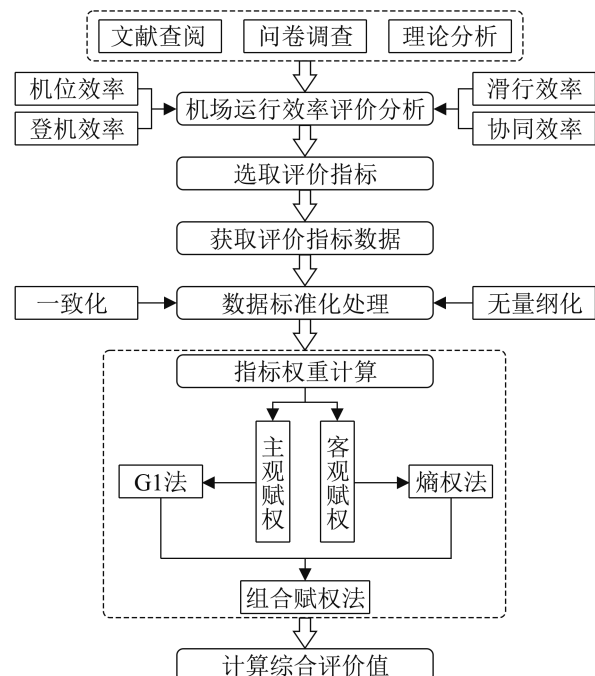 文献查阅
问卷调查
理论分析
机位效率
登机效率
机场运行效率评价分析
滑行效率
协同效率
选取评价指标
获取评价指标数据
一致化
数据标准化处理
无量纲化
指标权重计算
主观赋权
客观赋权
G1法
熵权法
组合赋权法
计算综合评价值